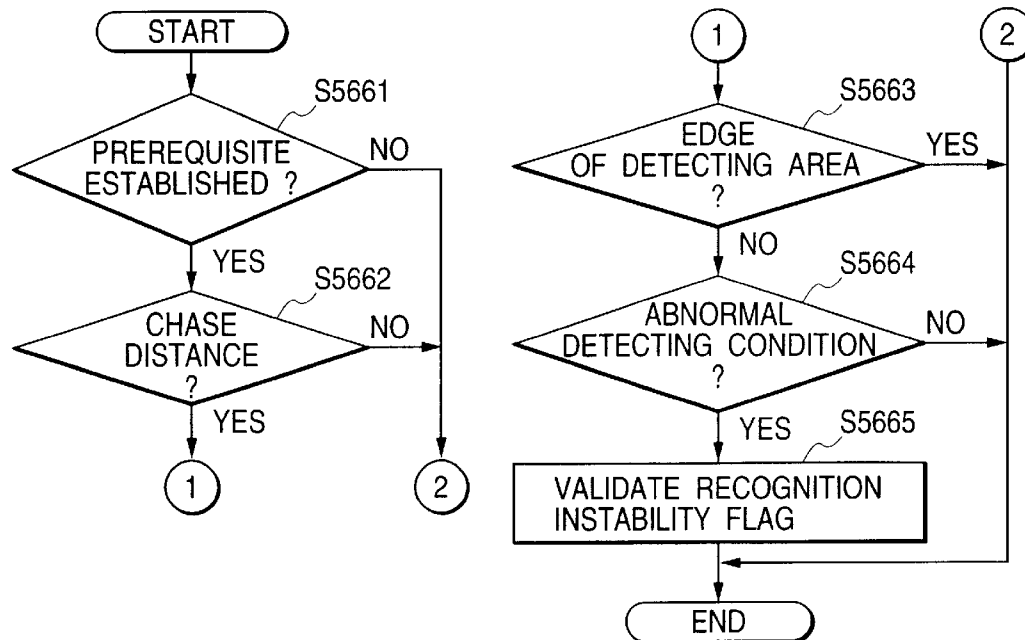 START
S5661
PREREQUISITE
ESTABLISHED ?
NO
YES
S5662
CHASE
DISTANCE
?
NO
YES
1
2
1
2
S5663
EDGE
OF DETECTING AREA
?
YES
NO
S5664
ABNORMAL
DETECTING CONDITION
?
NO
YES
S5665
VALIDATE RECOGNITION
INSTABILITY FLAG
END